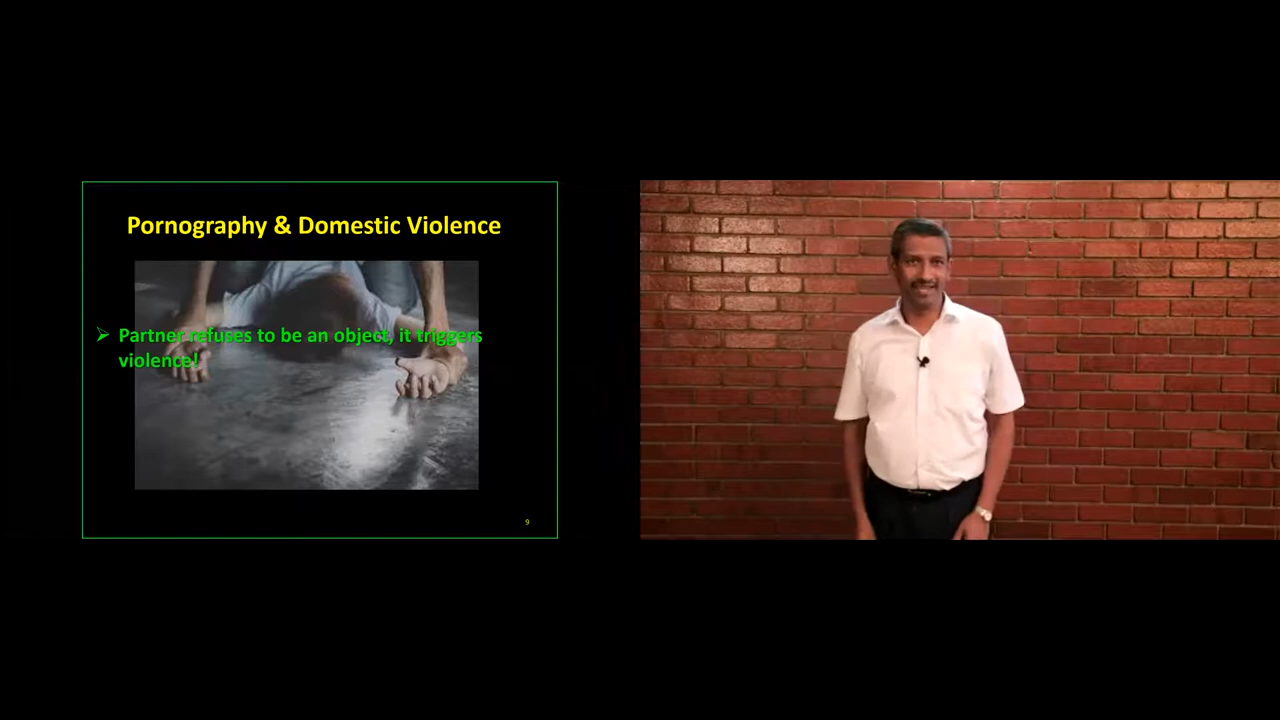 Pornography & Domestic Violence
➢ Partner refuses to be an object, it triggers
violence!
9